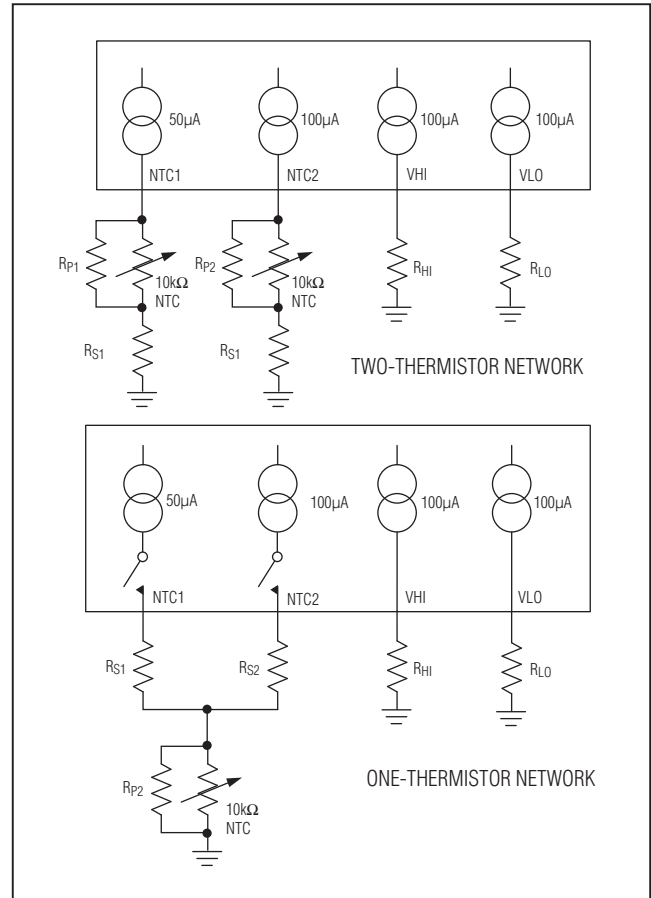 50µA
100µA
100µA
100µA
NTC1
NTC2
VHI
VLO
RP1
10kΩ
NTC
RP2
10kΩ
NTC
RHI
RLO
RS1
RS1
TWO-THERMISTOR NETWORK
50µA
100µA
100µA
100µA
NTC1
NTC2
VHI
VLO
RS1
RS2
RHI
RLO
RP2
10kΩ
NTC
ONE-THERMISTOR NETWORK